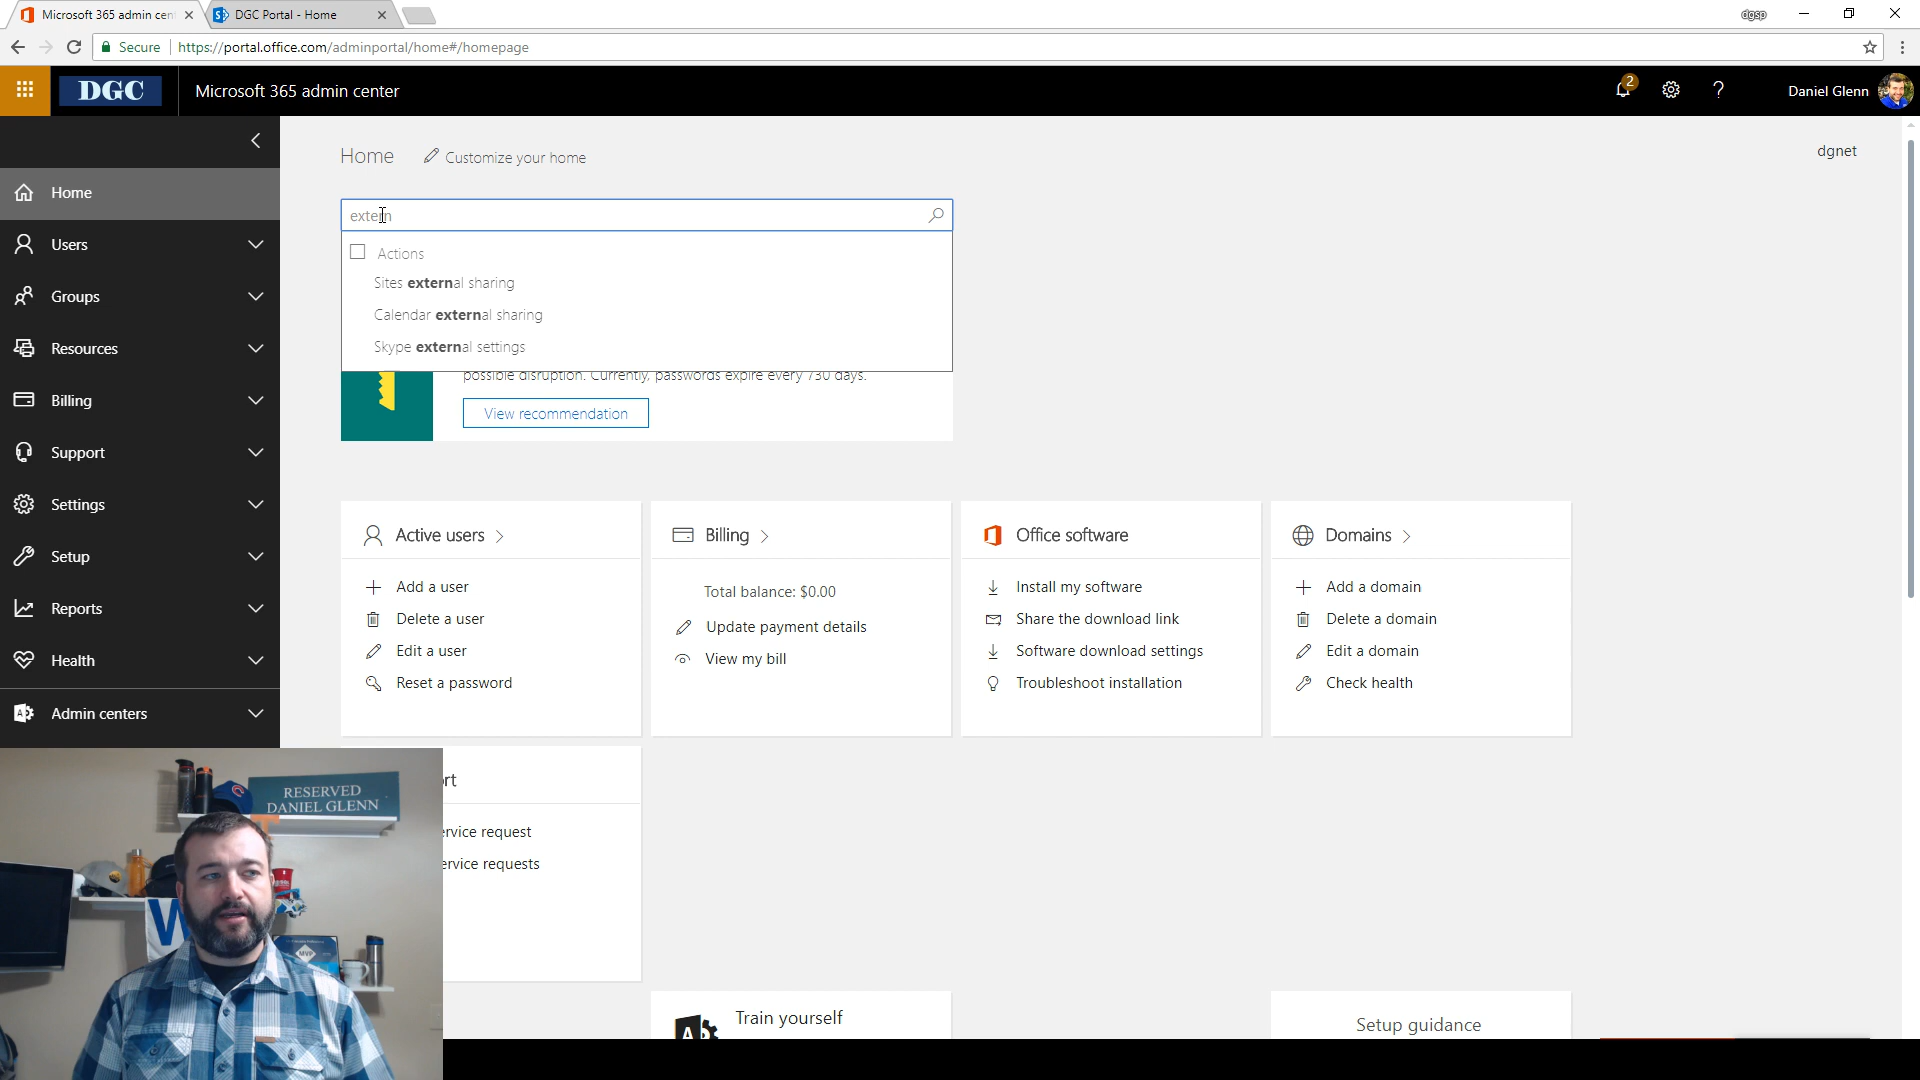 Microsoft 365 admin cen
DGC Portal - Home
dgsp
Secure
https://portal.office.com/adminportal/home#/homepage
DGC
Microsoft 365 admin center
2
Daniel Glenn
Home
Customize your home
dgnet
extern
Actions
Sites external sharing
Calendar external sharing
Skype external settings
possible disruption. Currently, passwords expire every 730 days.
View recommendation
Home
Users
Groups
Resources
Billing
Support
Settings
Setup
Reports
Health
Admin centers
Active users
Add a user
Delete a user
Edit a user
Reset a password
Billing
Total balance: $0.00
Update payment details
View my bill
Office software
Install my software
Share the download link
Software download settings
Troubleshoot installation
Domains
Add a domain
Delete a domain
Edit a domain
Check health
rt
ervice request
ervice requests
Train yourself
Setup guidance
RESERVED
DANIEL GLENN
W
MVP